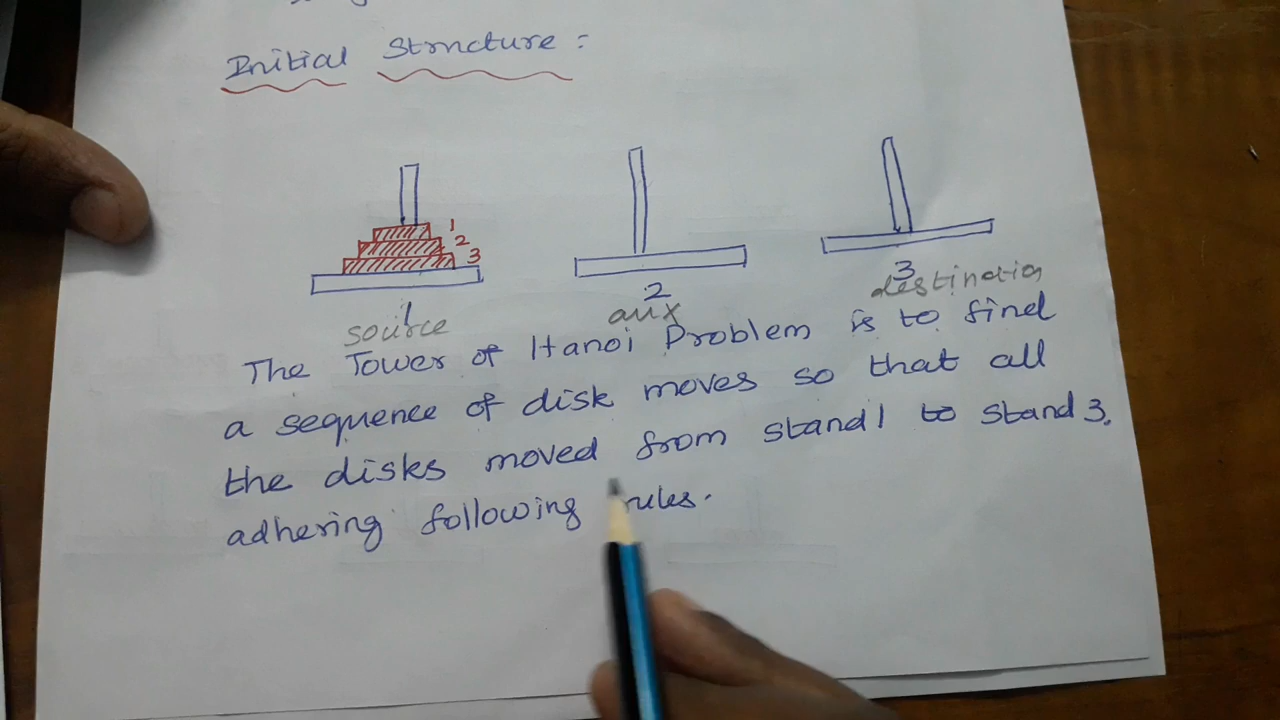 Initial Structure :
1
2
3
1
2
3
source
aux
destination
The Tower of Hanoi Problem is to find
a sequence of disk moves so that all
the disks moved from stand 1 to stand 3.
adhering following rules.